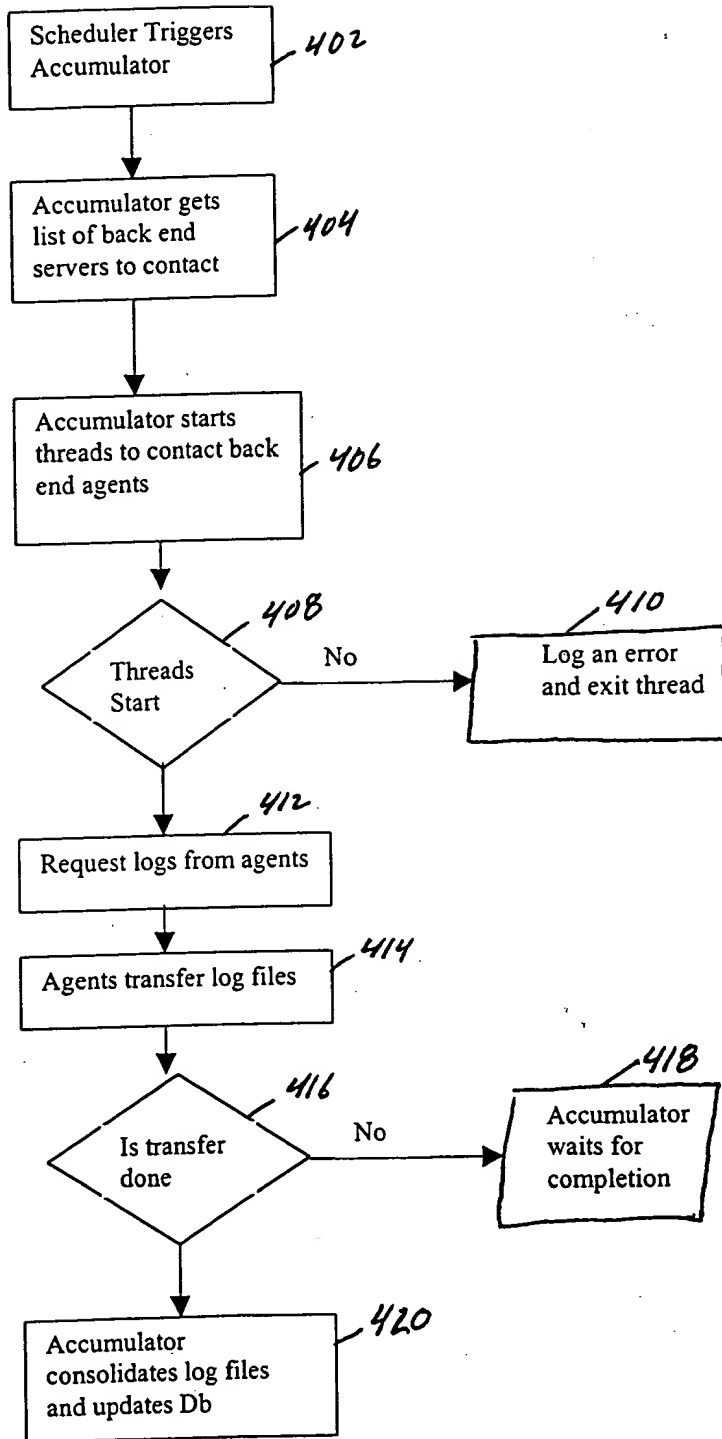 Scheduler Triggers
Accumulator
402
Accumulator gets
list of back end
servers to contact
404
Accumulator starts
threads to contact back
end agents
406
408
Threads
Start
No
410
Log an error
and exit thread
412
Request logs from agents
414
Agents transfer log files
416
Is transfer
done
No
418
Accumulator
waits for
completion
420
Accumulator
consolidates log files
and updates Db